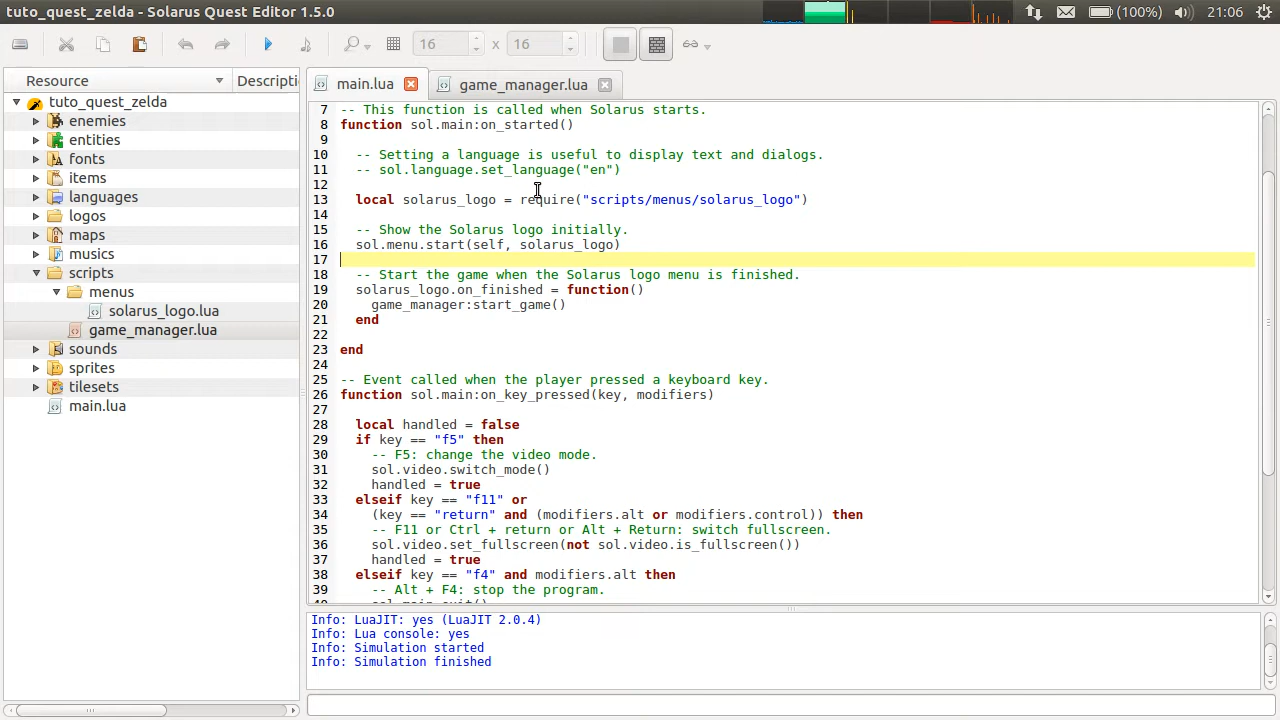 tuto_quest_zelda - Solarus Quest Editor 1.5.0
(100%)
21:06
16 x 16
Resource
Descripti
tuto_quest_zelda
enemies
entities
fonts
items
languages
logos
maps
musics
scripts
menus
solarus_logo.lua
game_manager.lua
sounds
sprites
tilesets
main.lua
main.lua
game_manager.lua
7 -- This function is called when Solarus starts.
8 function sol.main:on_started()
9
10 -- Setting a language is useful to display text and dialogs.
11 -- sol.language.set_language("en")
12
13 local solarus_logo = require("scripts/menus/solarus_logo")
14
15 -- Show the Solarus logo initially.
16 sol.menu.start(self, solarus_logo)
17
18 -- Start the game when the Solarus logo menu is finished.
19 solarus_logo.on_finished = function()
20 game_manager:start_game()
21 end
22
23 end
24
25 -- Event called when the player pressed a keyboard key.
26 function sol.main:on_key_pressed(key, modifiers)
27
28 local handled = false
29 if key == "f5" then
30 -- F5: change the video mode.
31 sol.video.switch_mode()
32 handled = true
33 elseif key == "f11" or
34 (key == "return" and (modifiers.alt or modifiers.control)) then
35 -- F11 or Ctrl + return or Alt + Return: switch fullscreen.
36 sol.video.set_fullscreen(not sol.video.is_fullscreen())
37 handled = true
38 elseif key == "f4" and modifiers.alt then
39 -- Alt + F4: stop the program.
Info: LuaJIT: yes (LuaJIT 2.0.4)
Info: Lua console: yes
Info: Simulation started
Info: Simulation finished